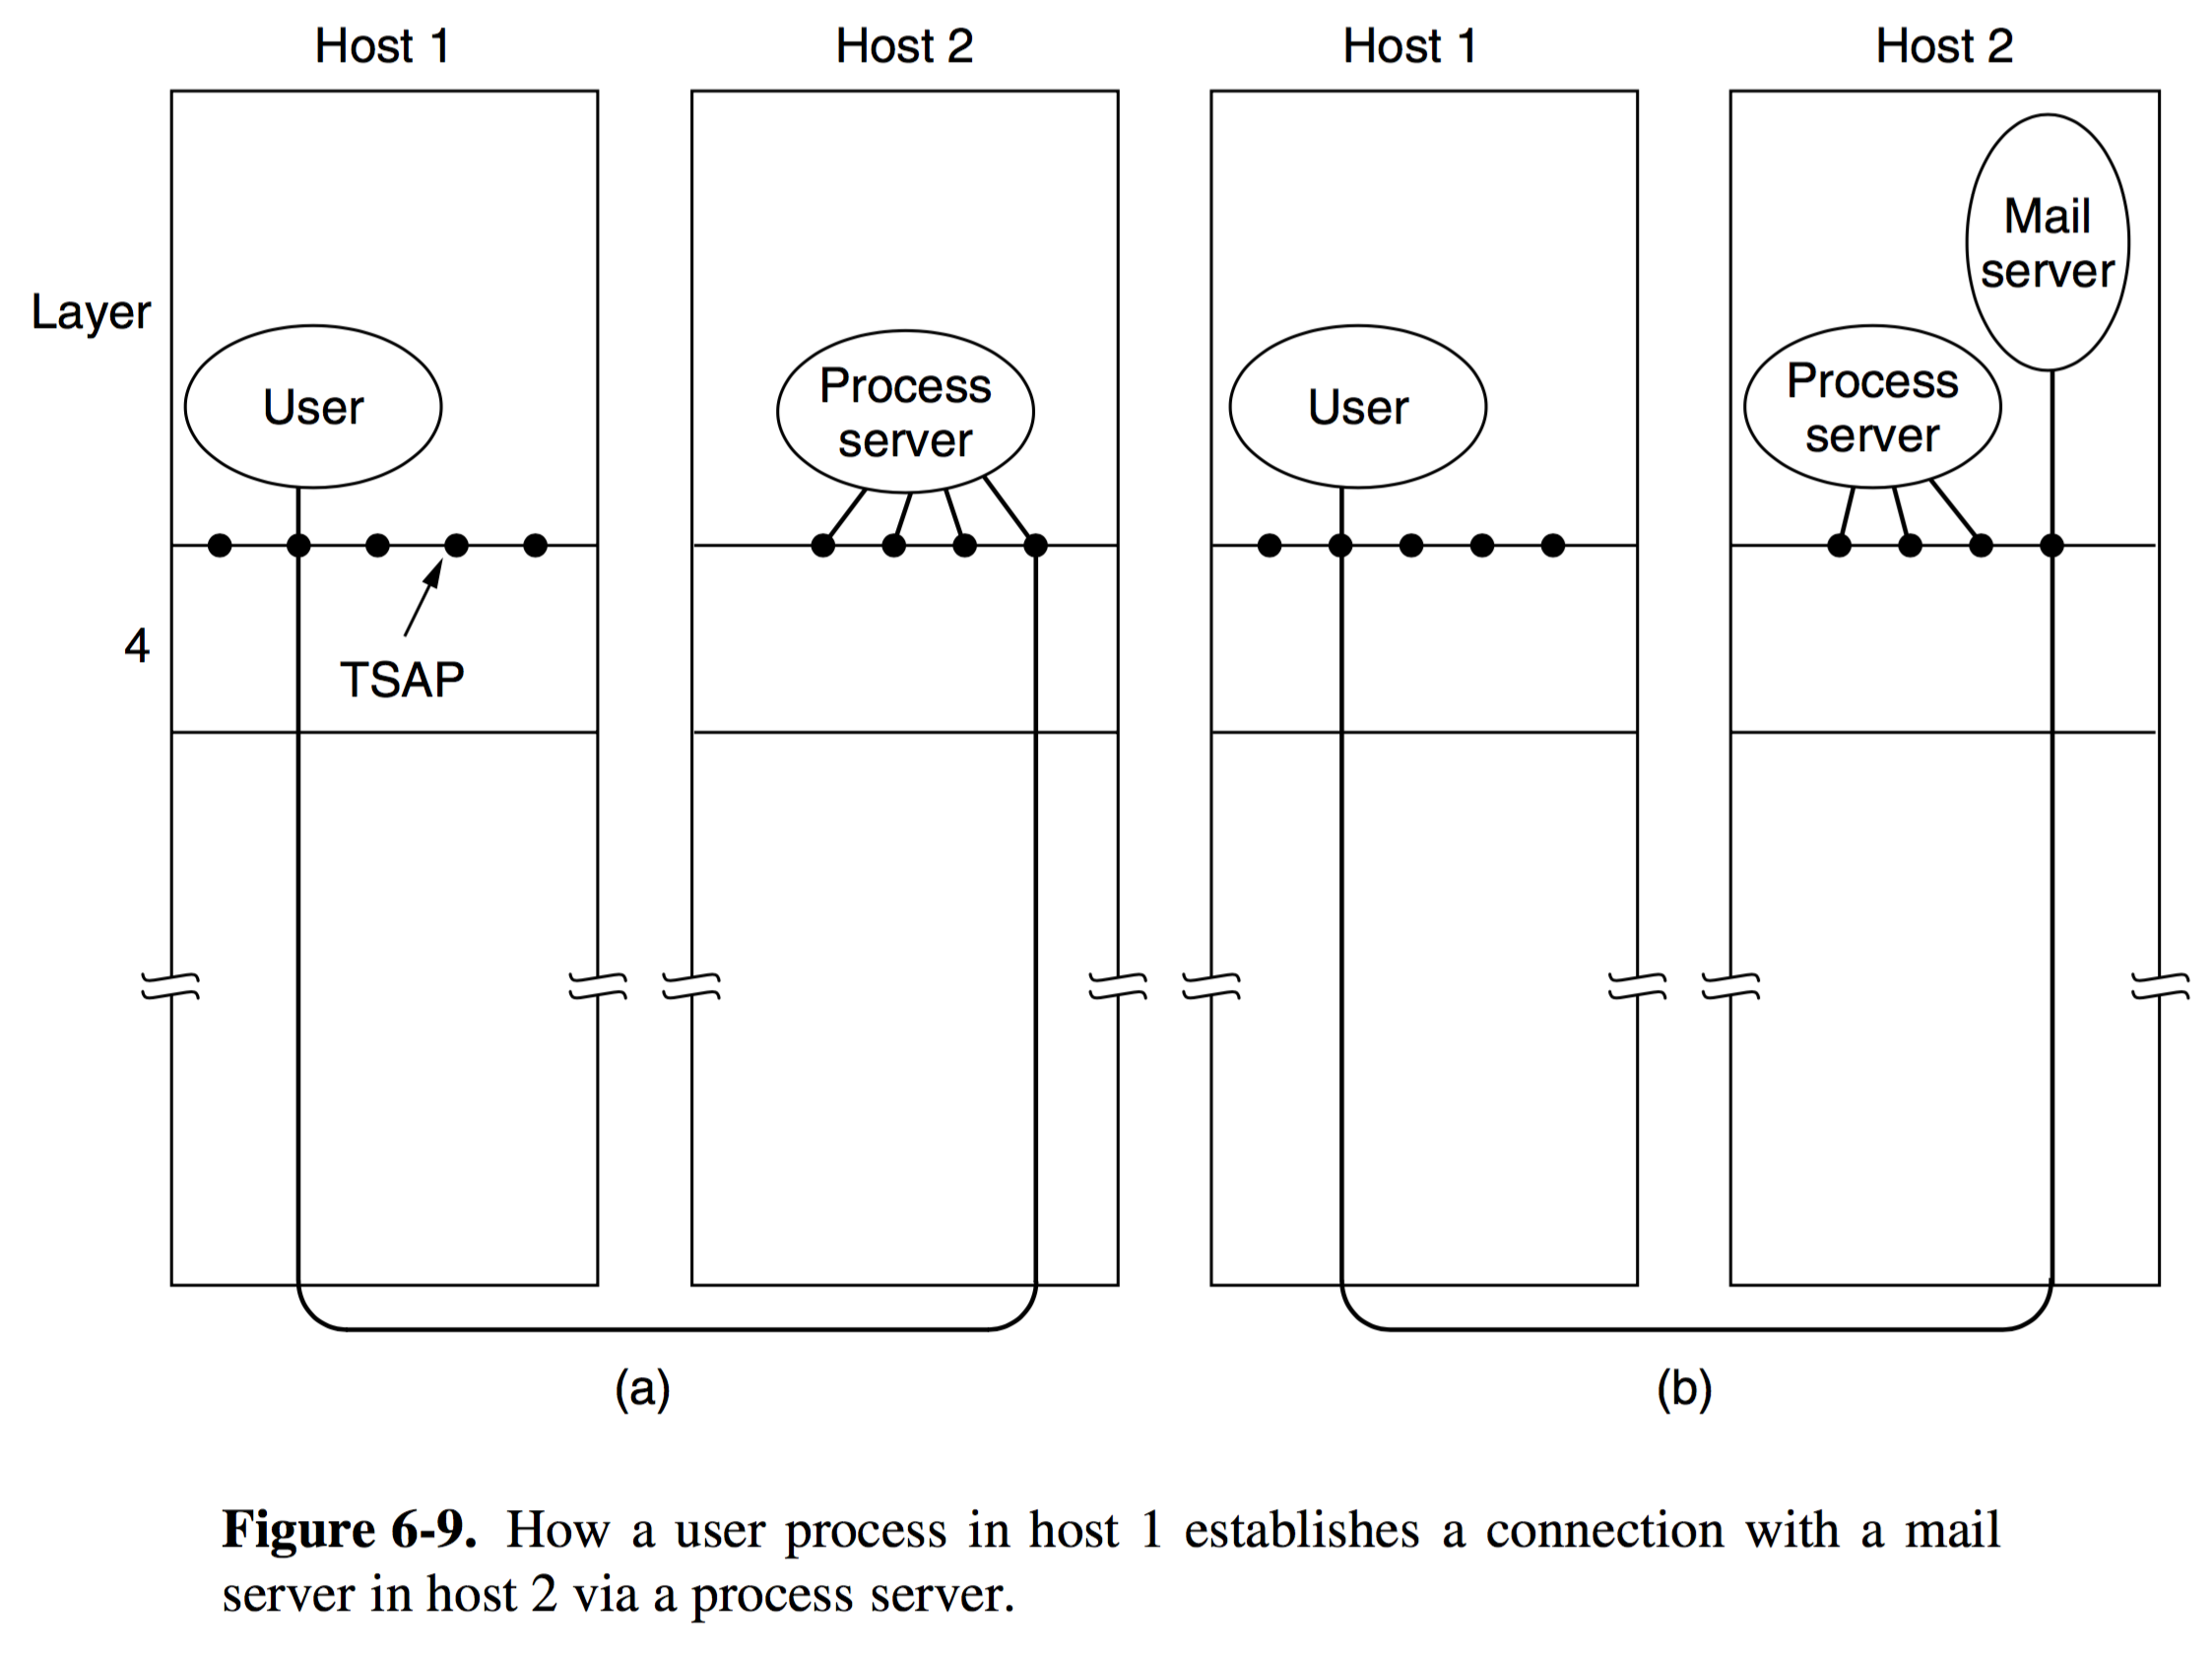 Host 1
Host 2
Host 1
Host 2
Layer
4
User
TSAP
Process
server
User
Process
server
Mail
server
(a)
(b)
Figure 6-9. How a user process in host 1 establishes a connection with a mail
server in host 2 via a process server.